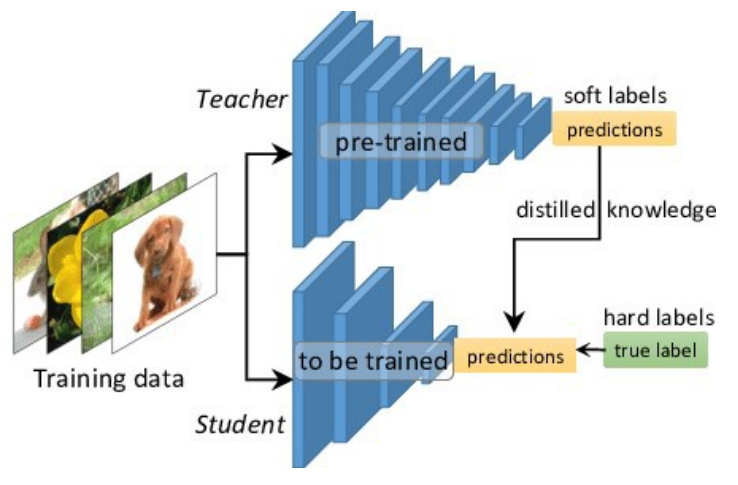 Teacher
pre-trained
soft labels
predictions
distilled knowledge
Training data
hard labels
to be trained
predictions
true label
Student